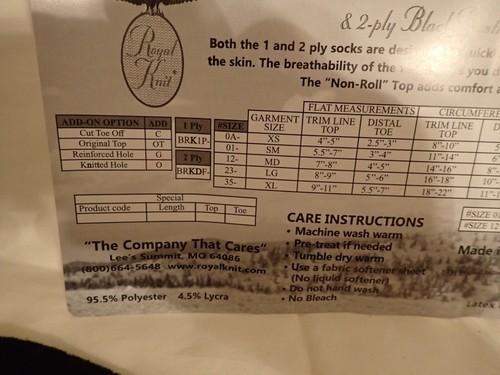 & 2-ply Black
Royal
Knit
Both the 1 and 2 ply socks are
the skin. The breathability of the you
The "Non-Roll" Top adds comfort
FLAT MEASUREMENTS
ADD-ON OPTION ADD 1 Ply #SIZE GARMENT SIZE TRIM LINE TOP DISTAL TOE TRIM LINE TOP
Cut Toe Off C BRK1P- 0A- XS 4"-5" 2.5"-3" 8"-10"
Original Top OT 01- SM 5.5"-7" 3"-4" 11"-14"
Reinforced Hole G 2 Ply 12- MD 7"-8" 4"-5" 14"-16"
Knitted Hole O BRKDF- 23- LG 8"-9" 5"-6" 16"-18"
35- XL 9"-11" 5.5"-7" 18"-22"
Special
Product code Length Top Toe
#SIZE
#SIZE 12
"The Company That Cares"
Lee's Summit, MO 64086
(800)664-5648 www.royalknit.com
95.5% Polyester 4.5% Lycra
CARE INSTRUCTIONS
• Machine wash warm
• Pre-treat if needed
• Tumble dry warm
• Use a fabric softener sheet
(No liquid softener)
• Do not hand wash
• No Bleach
Made
Latex